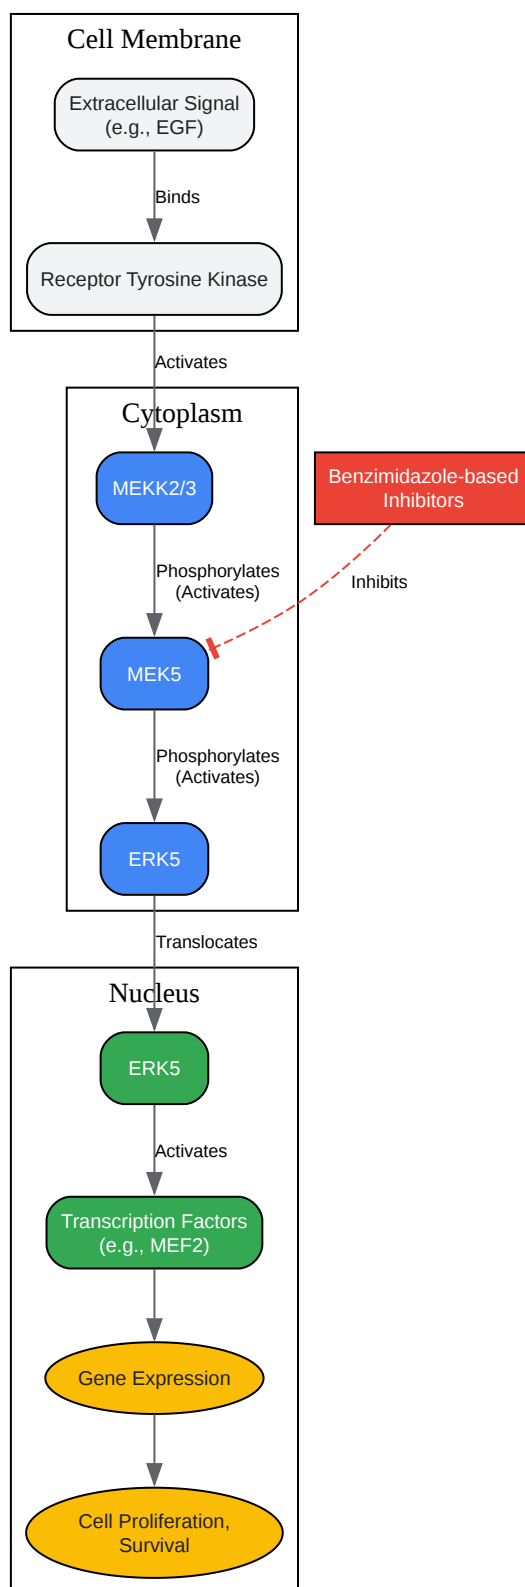 Cell Membrane
Extracellular Signal
(e.g., EGF)
Binds
Receptor Tyrosine Kinase
Activates
Cytoplasm
MEKK2/3
Benzimidazole-based
Inhibitors
Phosphorylates
(Activates)
Inhibits
MEK5
Phosphorylates
(Activates)
ERK5
Translocates
Nucleus
ERK5
Activates
Transcription Factors
(e.g., MEF2)
Gene Expression
Cell Proliferation,
Survival